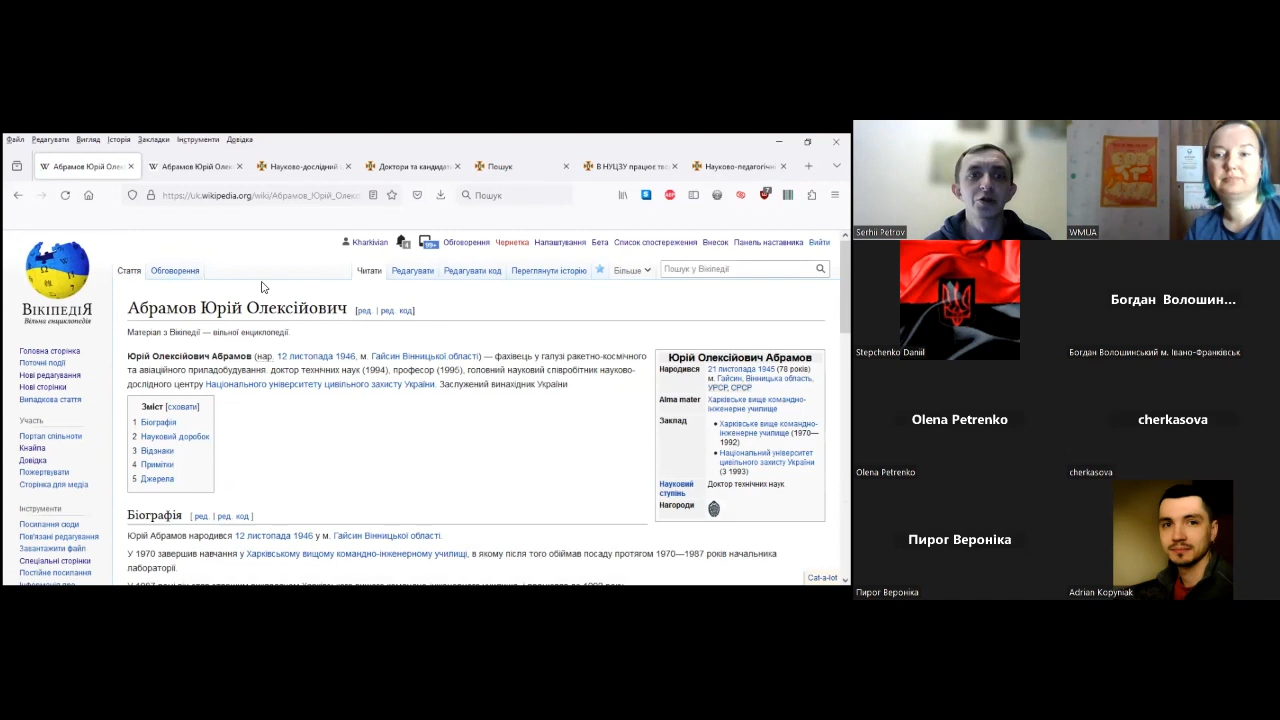 Файл Редагувати Вигляд Історія Закладки Інструменти Довідка
Абрамов Юрій Олек
Абрамов Юрій Олек
Науково-дослідний
Доктори та кандидат
Пошук
В НУЦЗУ працює тво
Науково-педагогічні
https://uk.wikipedia.org/wiki/Абрамов_Юрій_Олекс
Пошук
Kharkivian
99+
Обговорення Чернетка Налаштування Бета Список спостереження Внесок Панель наставника Вийти
Стаття Обговорення
Читати Редагувати Редагувати код Переглянути історію Більше
Пошук у Вікіпедії
ВІКІПЕДІЯ
Вільна енциклопедія
Головна сторінка
Поточні події
Нові редагування
Нові сторінки
Випадкова стаття
Участь
Портал спільноти
Кнайпа
Довідка
Пожертвувати
Сторінка для медіа
Інструменти
Посилання сюди
Пов'язані редагування
Завантажити файл
Спеціальні сторінки
Постійне посилання
Інформація про
Абрамов Юрій Олексійович [ред. | ред. код]
Матеріал з Вікіпедії — вільної енциклопедії.
Юрій Олексійович Абрамов (нар. 12 листопада 1946, м. Гайсин Вінницької області) — фахівець у галузі ракетно-космічного
та авіаційного приладобудування. доктор технічних наук (1994), професор (1995), головний науковий співробітник науково-
дослідного центру Національного університету цивільного захисту України. Заслужений винахідник України
Зміст [сховати]
1 Біографія
2 Науковий доробок
3 Відзнаки
4 Примітки
5 Джерела
Юрій Олексійович Абрамов
Народився 21 листопада 1945 (78 років)
м. Гайсин, Вінницька область,
УРСР, СРСР
Alma mater Харківське вище командно-
інженерне училище
Заклад • Харківське вище командно-
інженерне училище (1970—
1992)
• Національний університет
цивільного захисту України
(З 1993)
Науковий ступінь Доктор технічних наук
Нагороди
Біографія [ ред. | ред. код ]
Юрій Абрамов народився 12 листопада 1946 у м. Гайсин Вінницької області.
У 1970 завершив навчання у Харківському вищому командно-інженерному училищі, в якому після того обіймав посаду протягом 1970—1987 років начальника
лабораторії.
Cat-a-lot
Serhii Petrov
WMUA
Stepchenko Daniil
Богдан Волошин...
Богдан Волошинський м. Івано-Франківськ
Olena Petrenko
Olena Petrenko
cherkasova
cherkasova
Пирог Вероніка
Пирог Вероніка
Adrian Kopyniak